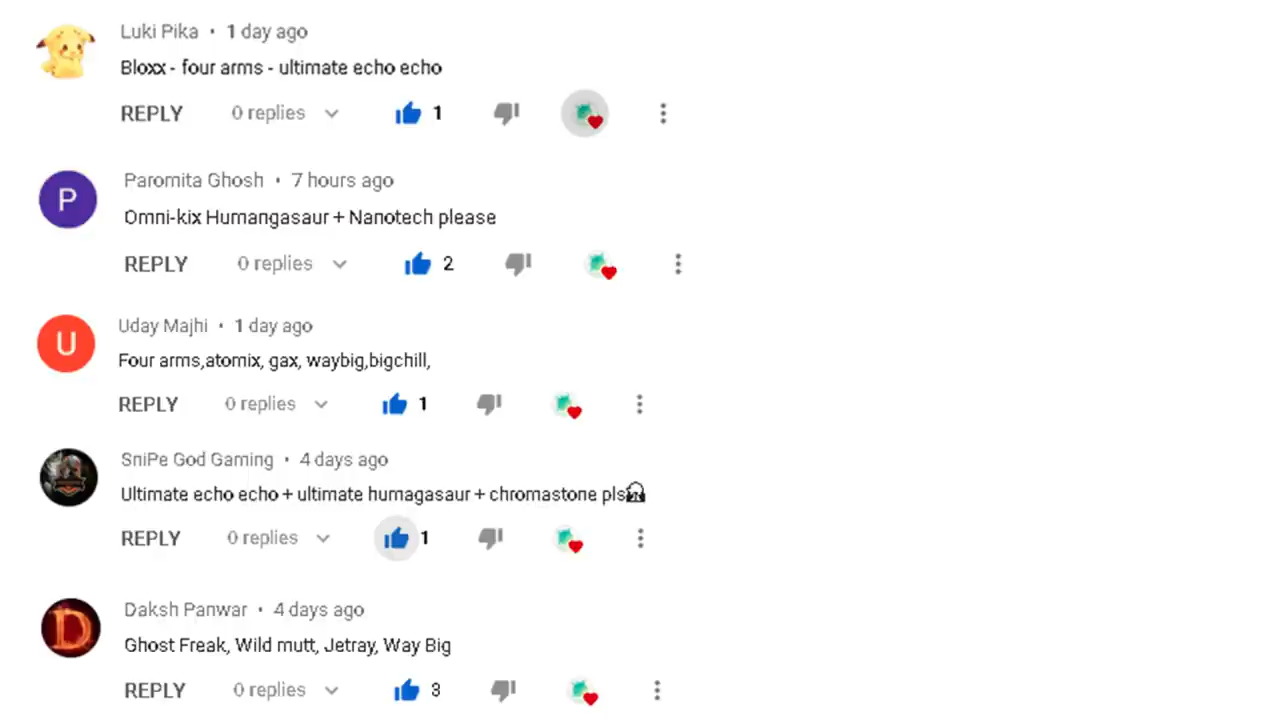 Luki Pika • 1 day ago
Bloxx - four arms - ultimate echo echo
REPLY 0 replies 1
Paromita Ghosh • 7 hours ago
P
Omni-kix Humangasaur + Nanotech please
REPLY 0 replies 2
Uday Majhi • 1 day ago
U
Four arms,atomix, gax, waybig,bigchill,
REPLY 0 replies 1
SniPe God Gaming • 4 days ago
Ultimate echo echo + ultimate humagasaur + chromastone pls
REPLY 0 replies 1
Daksh Panwar • 4 days ago
D
Ghost Freak, Wild mutt, Jetray, Way Big
REPLY 0 replies 3